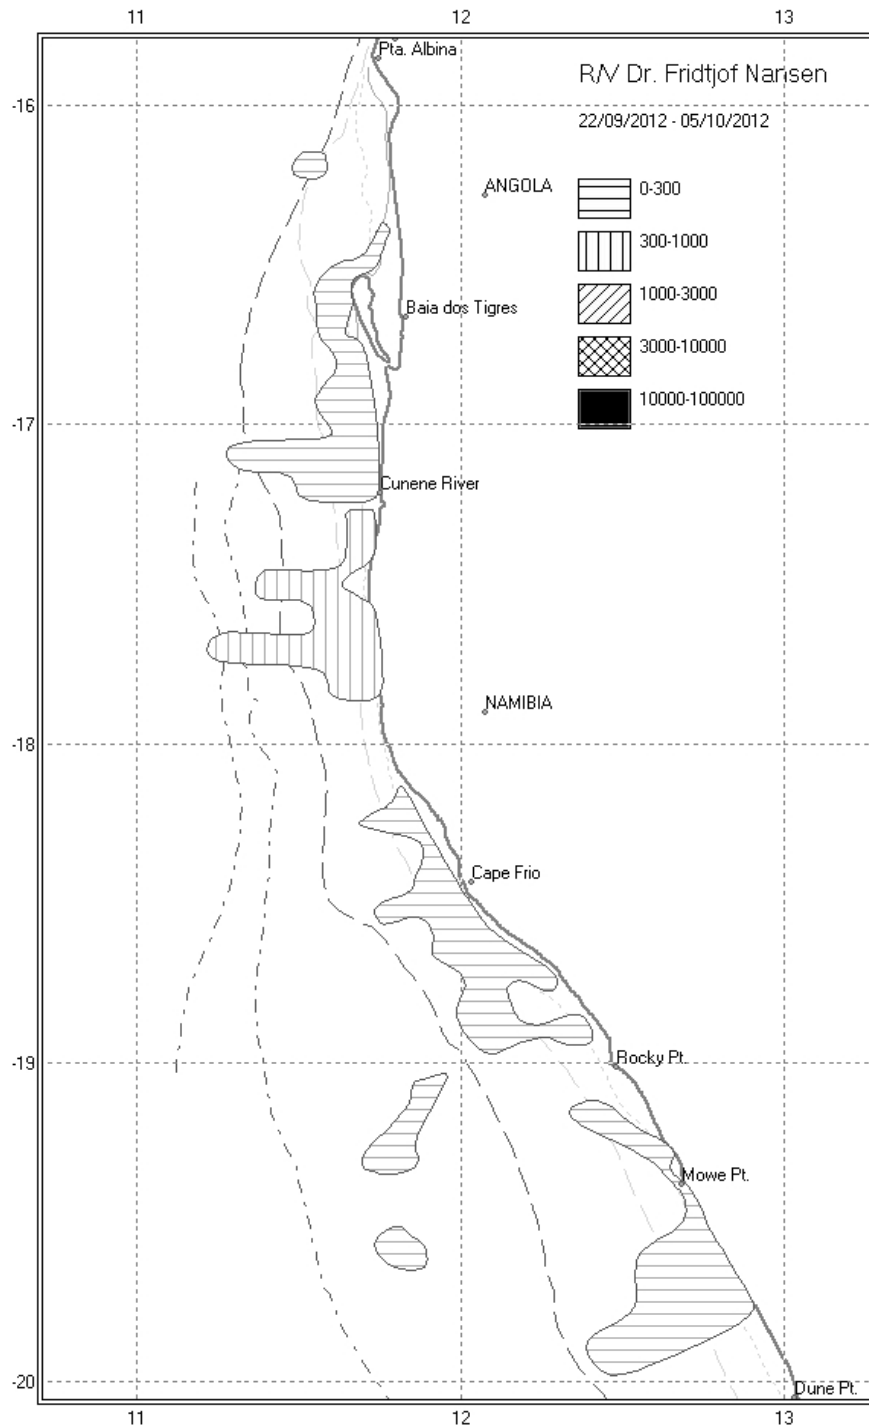 11 12 13
Pta. Albina
R/V Dr. Fridtjof Nansen
-16
22/09/2012 - 05/10/2012
ANGOLA
0-300
300-1000
1000-3000
Baia dos Tigres
3000-10000
10000-100000
-17
Cunene River
NAMIBIA
-18
Cape Frio
Rocky Pt.
-19
Mowe Pt.
-20
Dune Pt.
11 12 13